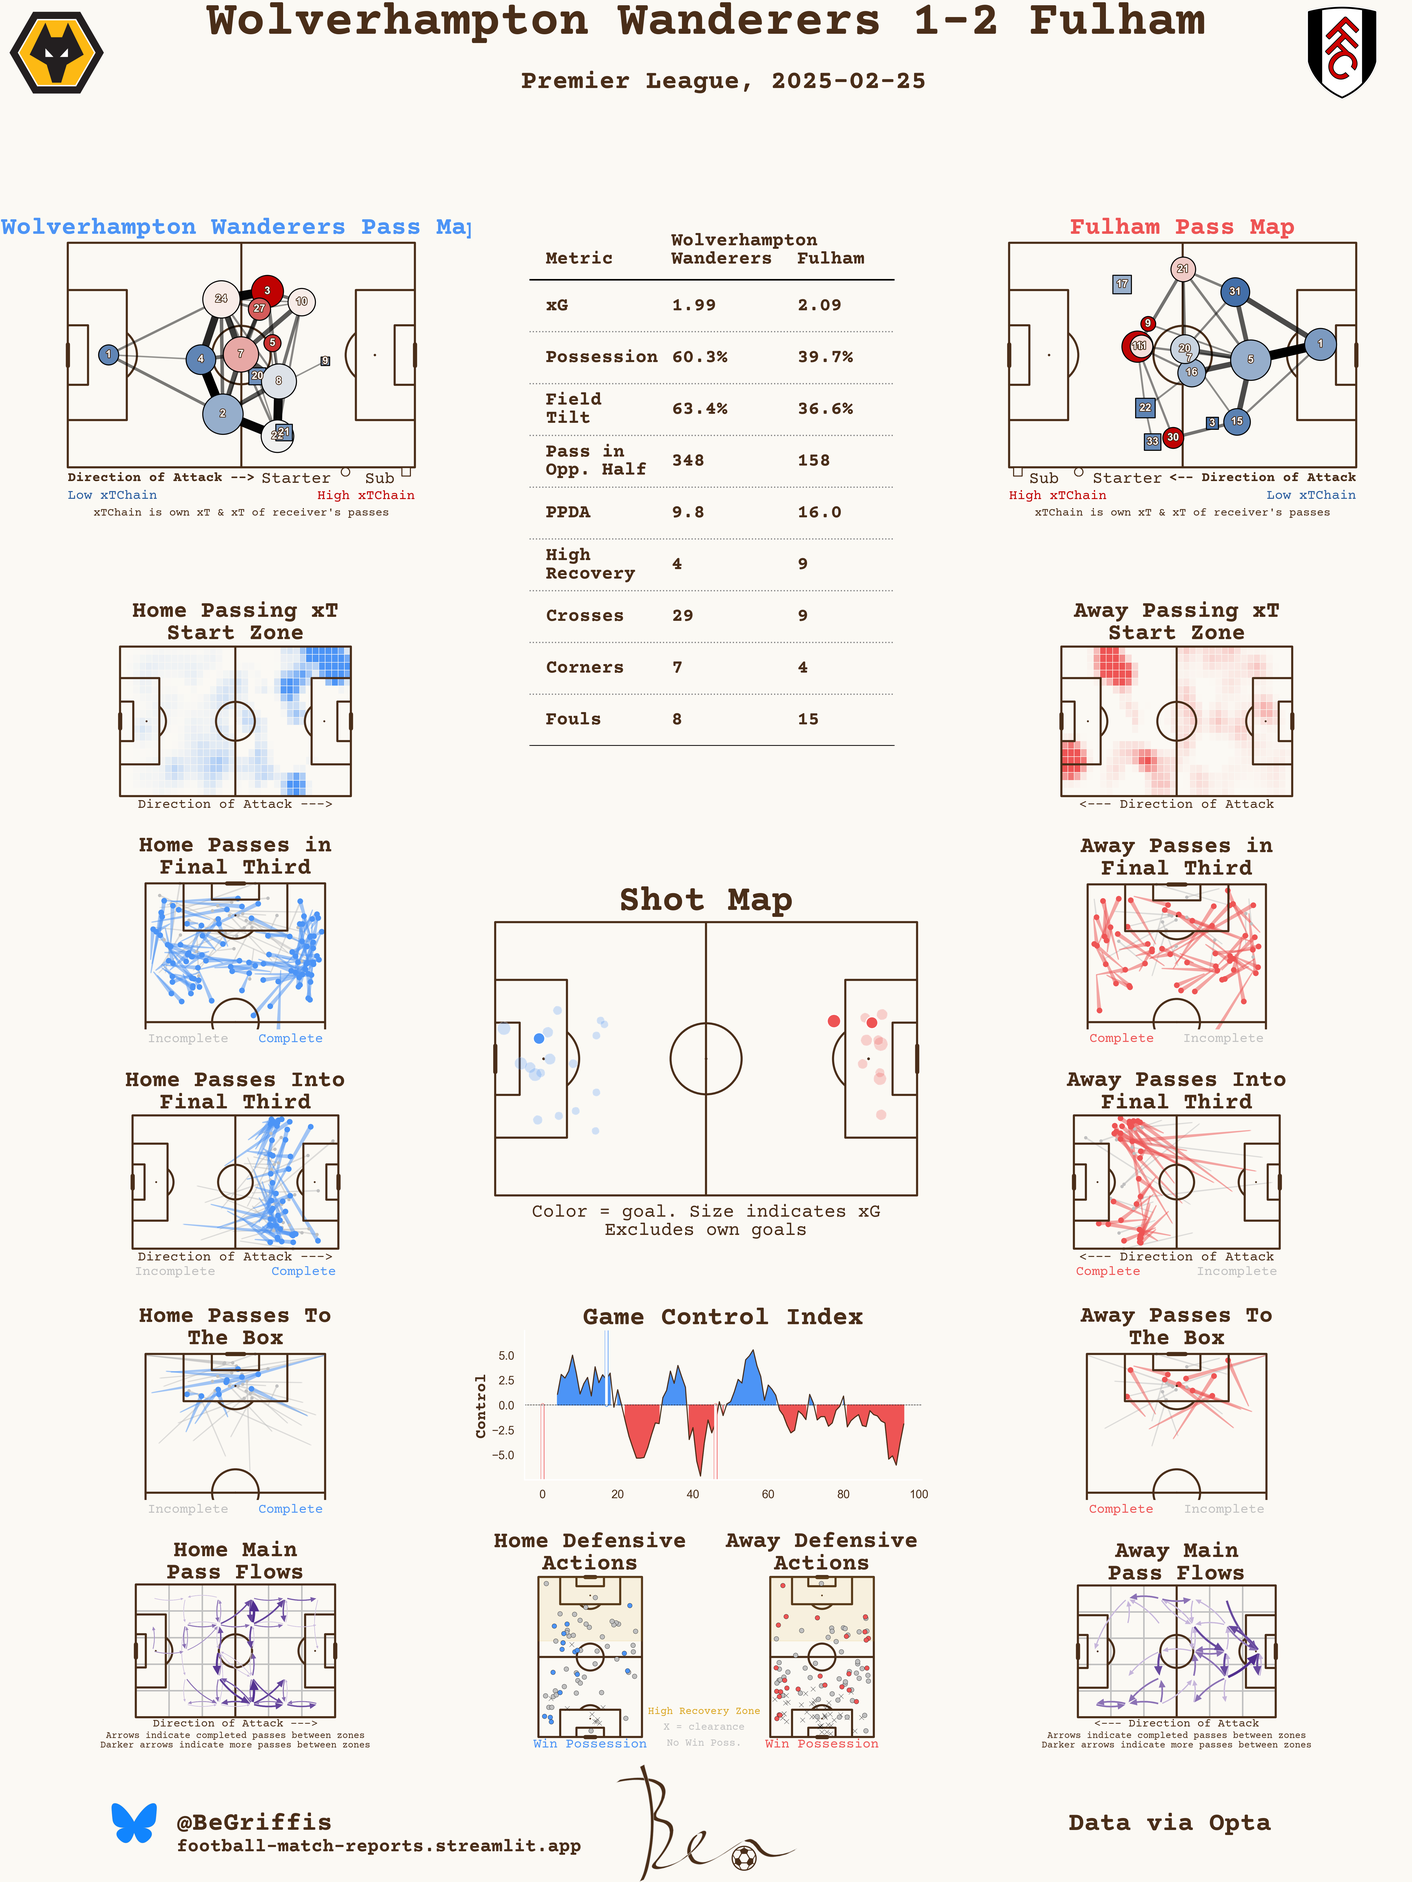 Wolverhampton Wanderers 1-2 Fulham
Premier League, 2025-02-25
Wolverhampton Wanderers Pass Map
24
3
27
10
1
4
7
5
9
20
8
2
21
Direction of Attack --> Starter Sub
Low xTChain High xTChain
xTChain is own xT & xT of receiver's passes
Metric Wolverhampton Wanderers Fulham
xG 1.99 2.09
Possession 60.3% 39.7%
Field Tilt 63.4% 36.6%
Pass in Opp. Half 348 158
PPDA 9.8 16.0
High Recovery 4 9
Crosses 29 9
Corners 7 4
Fouls 8 15
Fulham Pass Map
21
17
31
9
11
20
7
1
5
16
22
3
15
30
33
Sub Starter <-- Direction of Attack
High xTChain Low xTChain
xTChain is own xT & xT of receiver's passes
Home Passing xT
Start Zone
Direction of Attack --->
Away Passing xT
Start Zone
<--- Direction of Attack
Home Passes in
Final Third
Incomplete Complete
Away Passes in
Final Third
Complete Incomplete
Shot Map
Color = goal. Size indicates xG
Excludes own goals
Home Passes Into
Final Third
Direction of Attack --->
Incomplete Complete
Away Passes Into
Final Third
<--- Direction of Attack
Complete Incomplete
Home Passes To
The Box
Incomplete Complete
Game Control Index
Control
5.0
2.5
0.0
−2.5
−5.0
0 20 40 60 80 100
Away Passes To
The Box
Complete Incomplete
Home Main
Pass Flows
Direction of Attack --->
Arrows indicate completed passes between zones
Darker arrows indicate more passes between zones
Home Defensive
Actions
Win Possession
High Recovery Zone
X = clearance
No Win Poss.
Away Defensive
Actions
Win Possession
Away Main
Pass Flows
<--- Direction of Attack
Arrows indicate completed passes between zones
Darker arrows indicate more passes between zones
@BeGriffis
football-match-reports.streamlit.app
Ben
Data via Opta